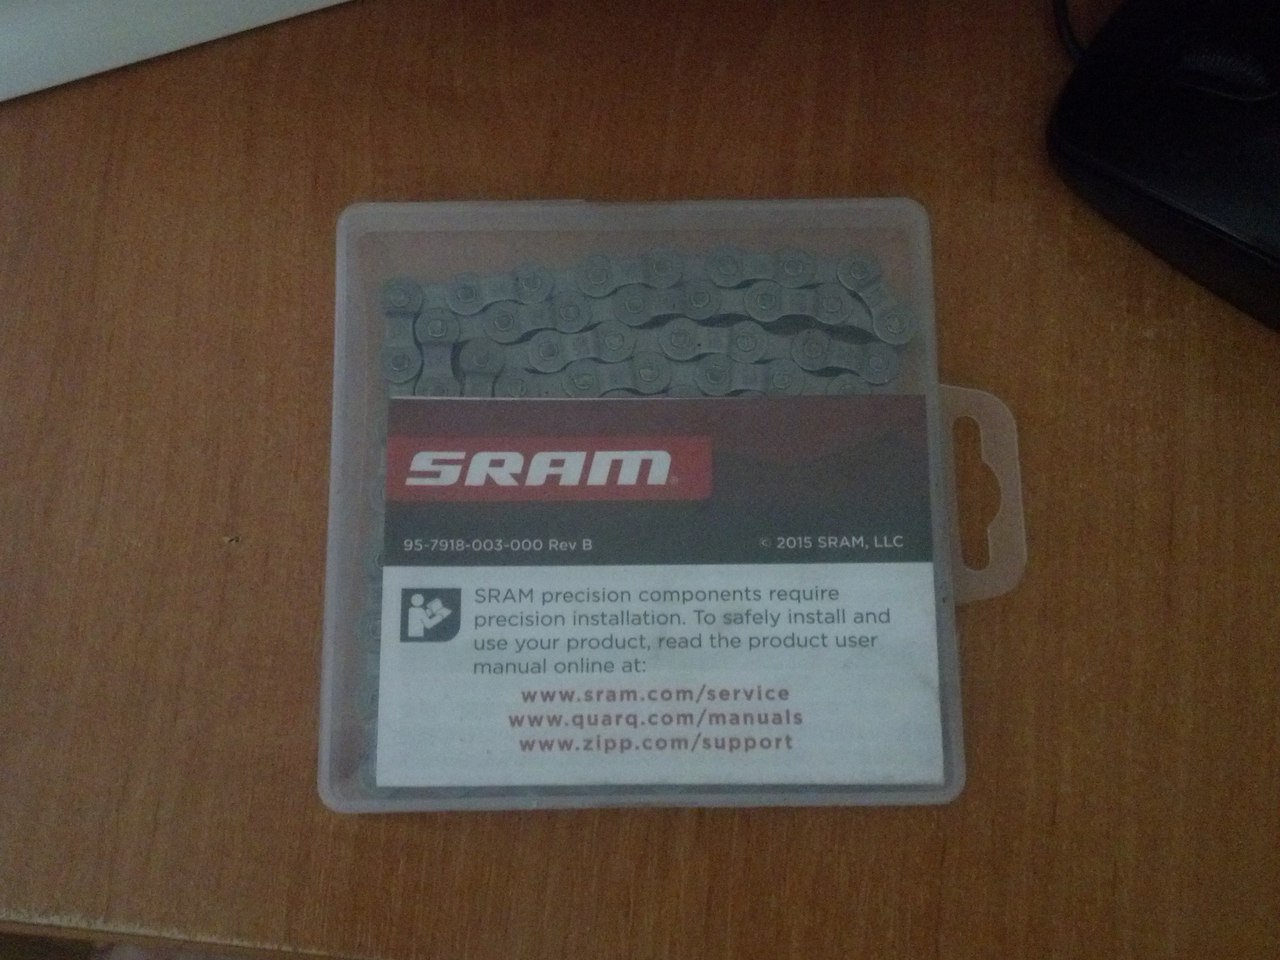 SRAM
95-7918-003-000 Rev B © 2015 SRAM, LLC
SRAM precision components require
precision installation. To safely install and
use your product, read the product user
manual online at:
www.sram.com/service
www.quarq.com/manuals
www.zipp.com/support